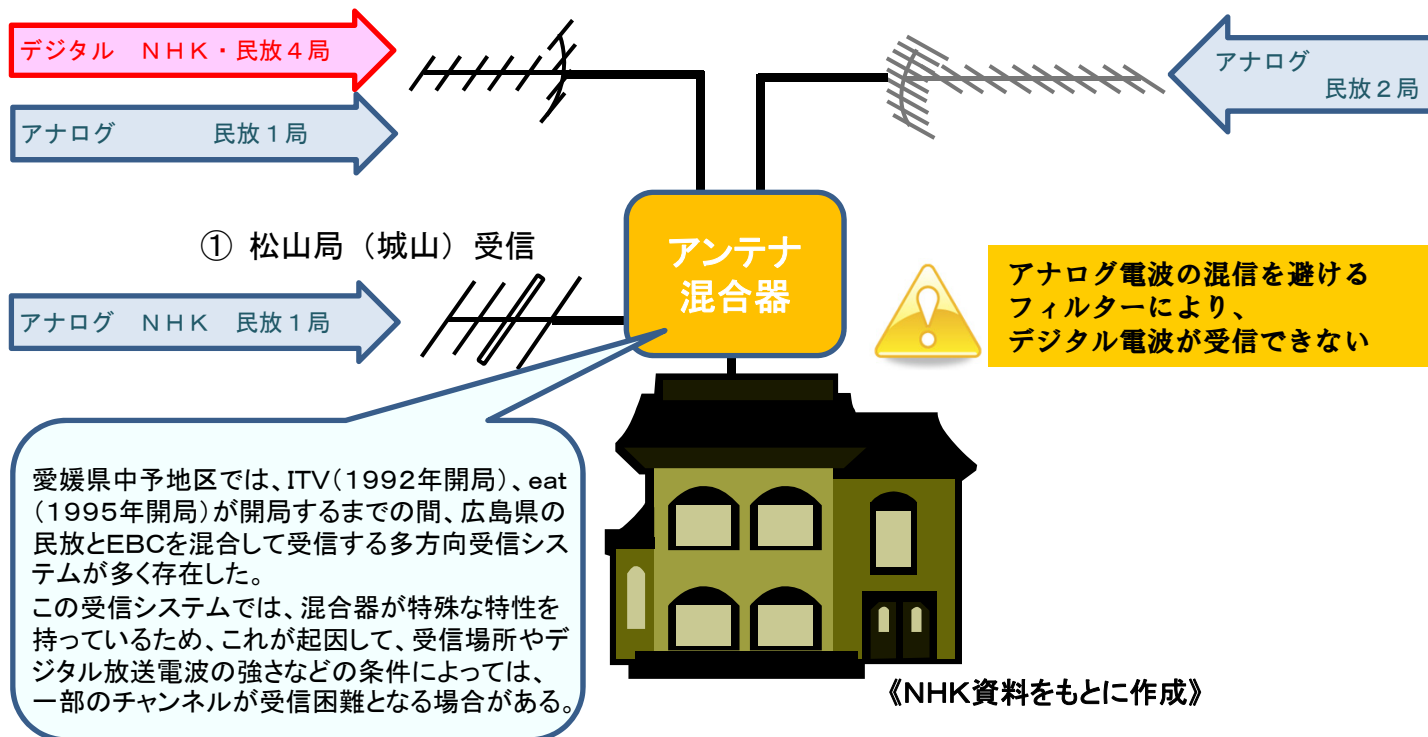 デジタル　NHK・民放４局
アナログ
民放２局
アナログ　　　民放１局
① 松山局（城山）受信
アンテナ
混合器
アナログ　NHK　民放１局
アナログ電波の混信を避ける
フィルターにより、
デジタル電波が受信できない
愛媛県中予地区では、ITV(1992年開局)、eat
(1995年開局)が開局するまでの間、広島県の
民放とEBCを混合して受信する多方向受信シス
テムが多く存在した。
この受信システムでは、混合器が特殊な特性を
持っているため、これが起因して、受信場所やデ
ジタル放送電波の強さなどの条件によっては、
一部のチャンネルが受信困難となる場合がある。
《NHK資料をもとに作成》